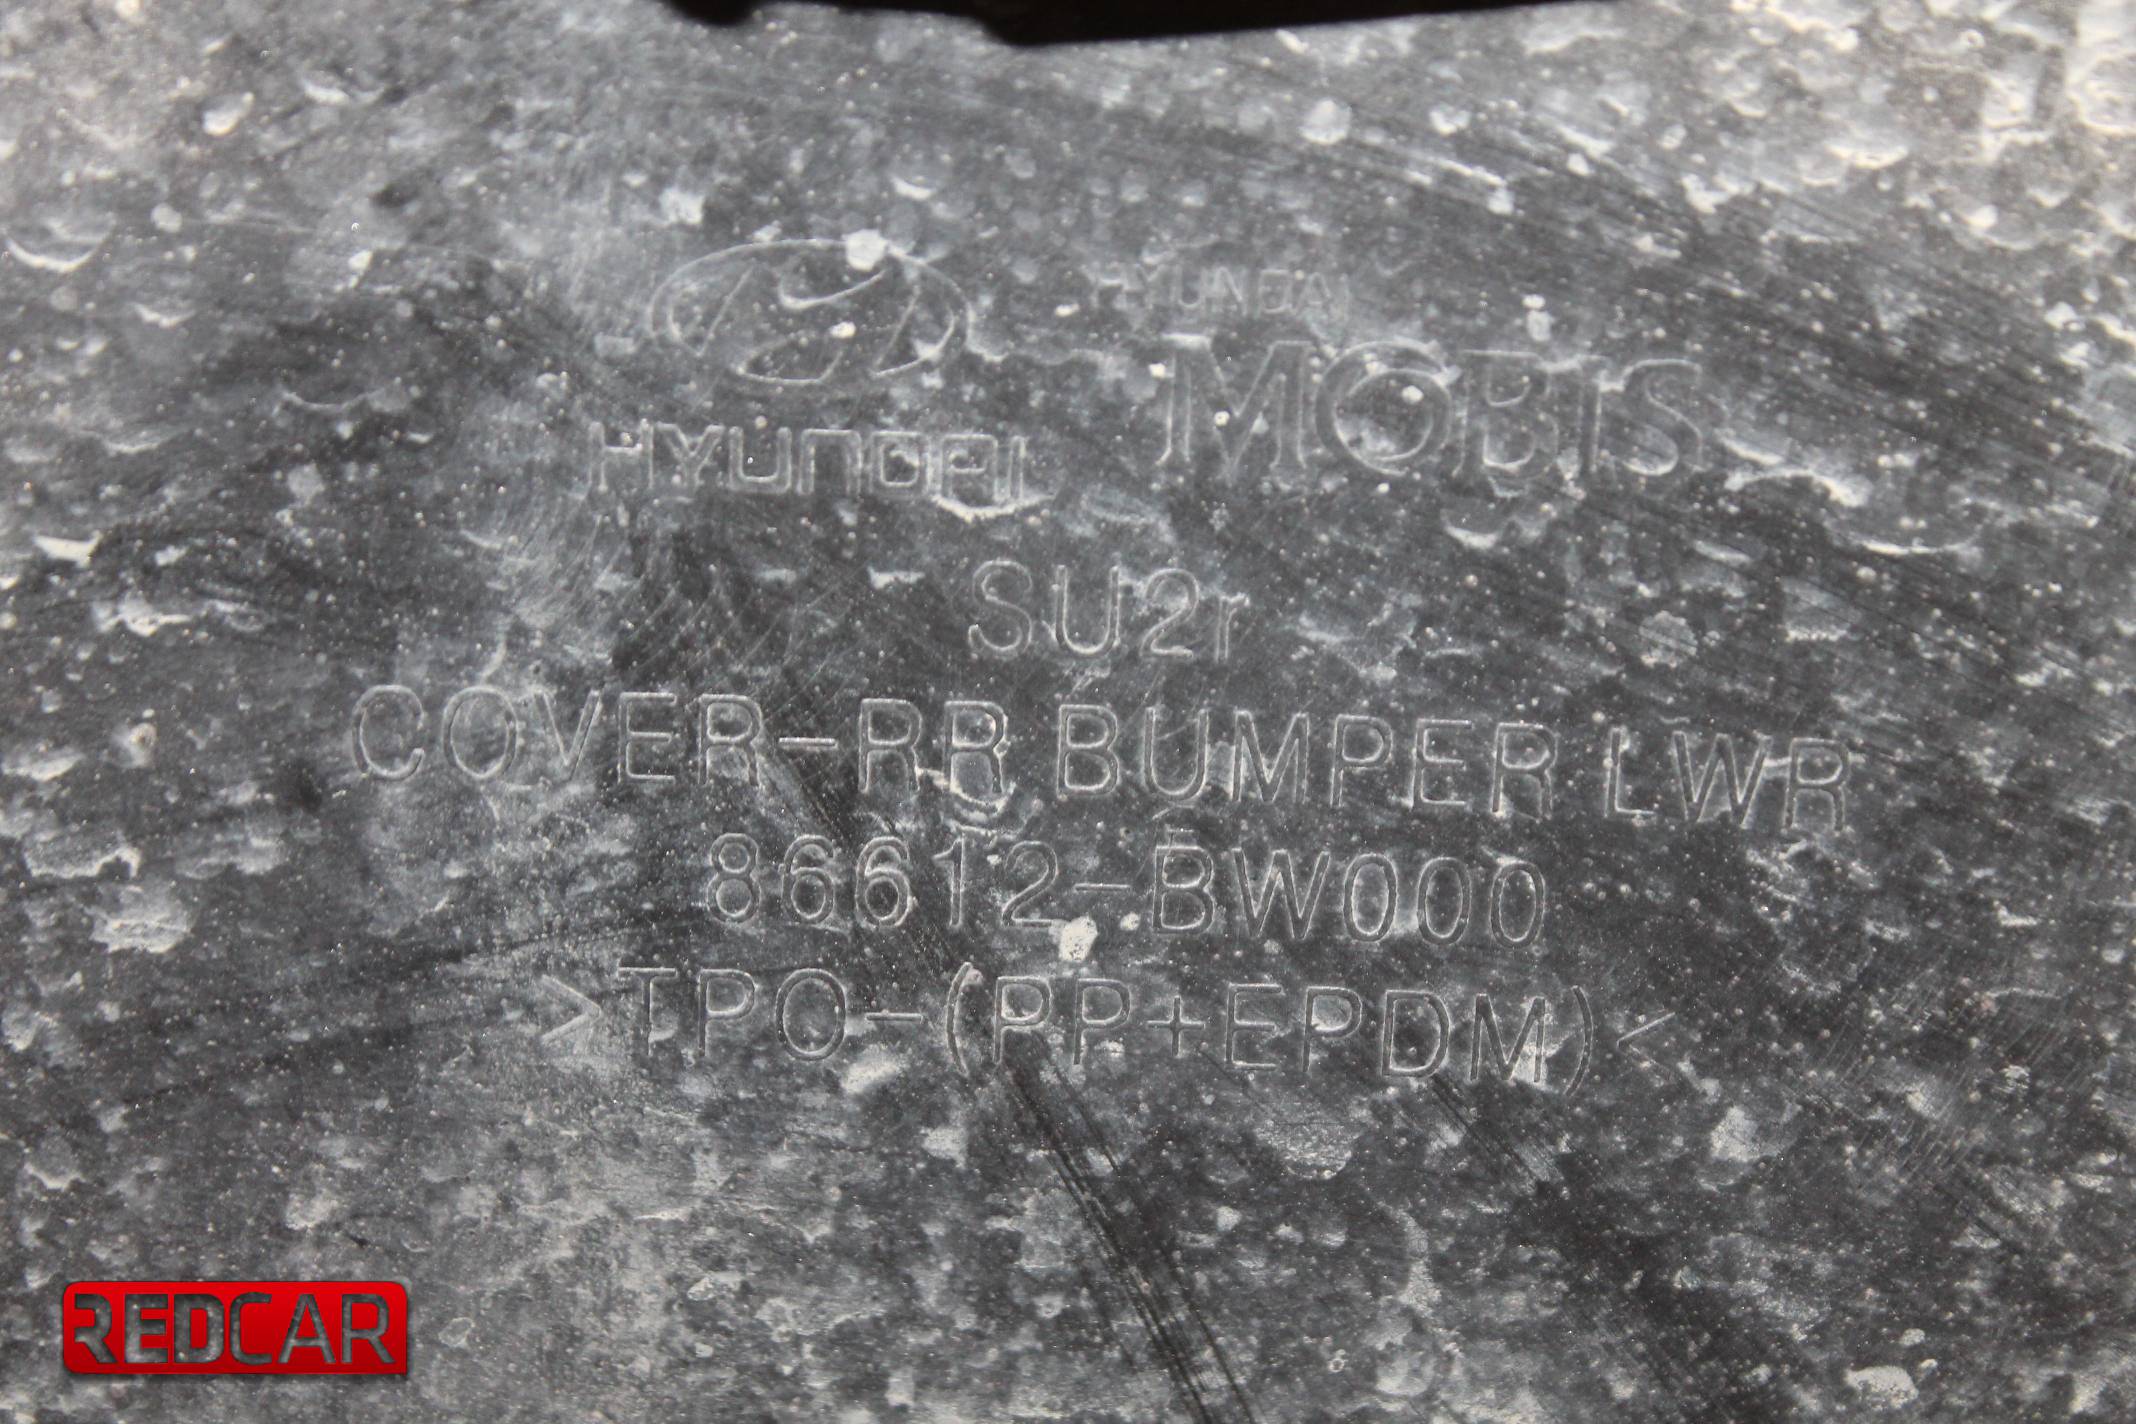 HYUNDAI
HYUNDAI
MOBIS
SU2r
COVER-RR BUMPER LWR
86612-BW000
>TPO-(PP+EPDM)<
REDCAR